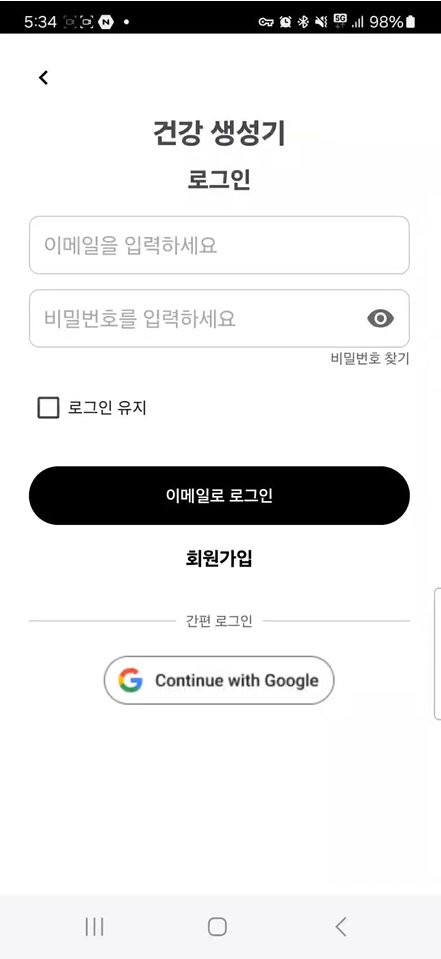 5:34 N 5G 98%
건강 생성기
로그인
이메일을 입력하세요
비밀번호를 입력하세요
비밀번호 찾기
로그인 유지
이메일로 로그인
회원가입
간편 로그인
G Continue with Google